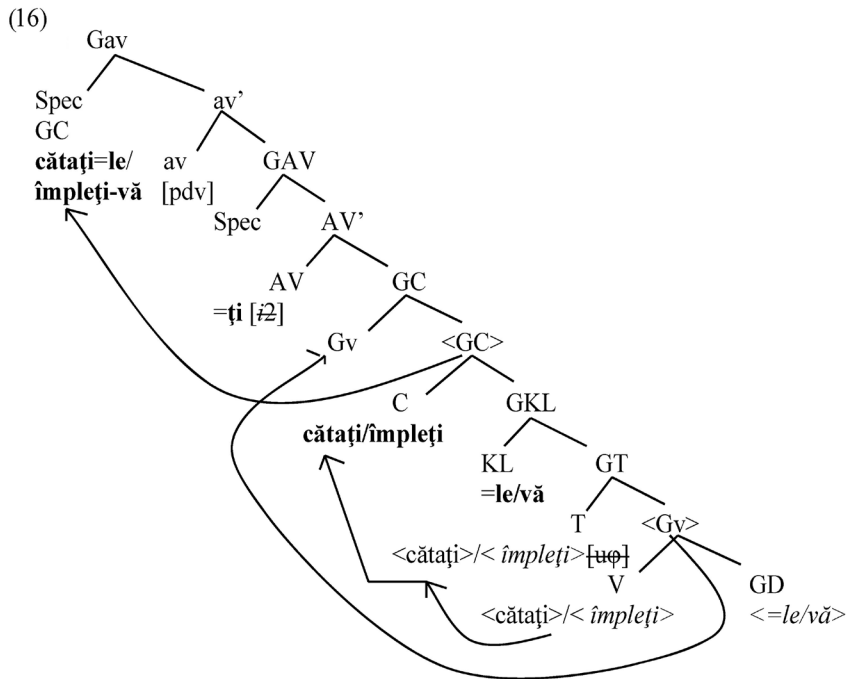 (16)
Gav
Spec av’
GC
cătaţi=le/ av GAV
împleţi-vă [pdv]
Spec AV’
AV GC
=ţi [i2]
Gv <GC>
C GKL
cătaţi/împleţi
KL GT
=le/vă
T <Gv>
<cătaţi>/< împleţi>[uφ]
V GD
<cătaţi>/< împleţi> <=le/vă>